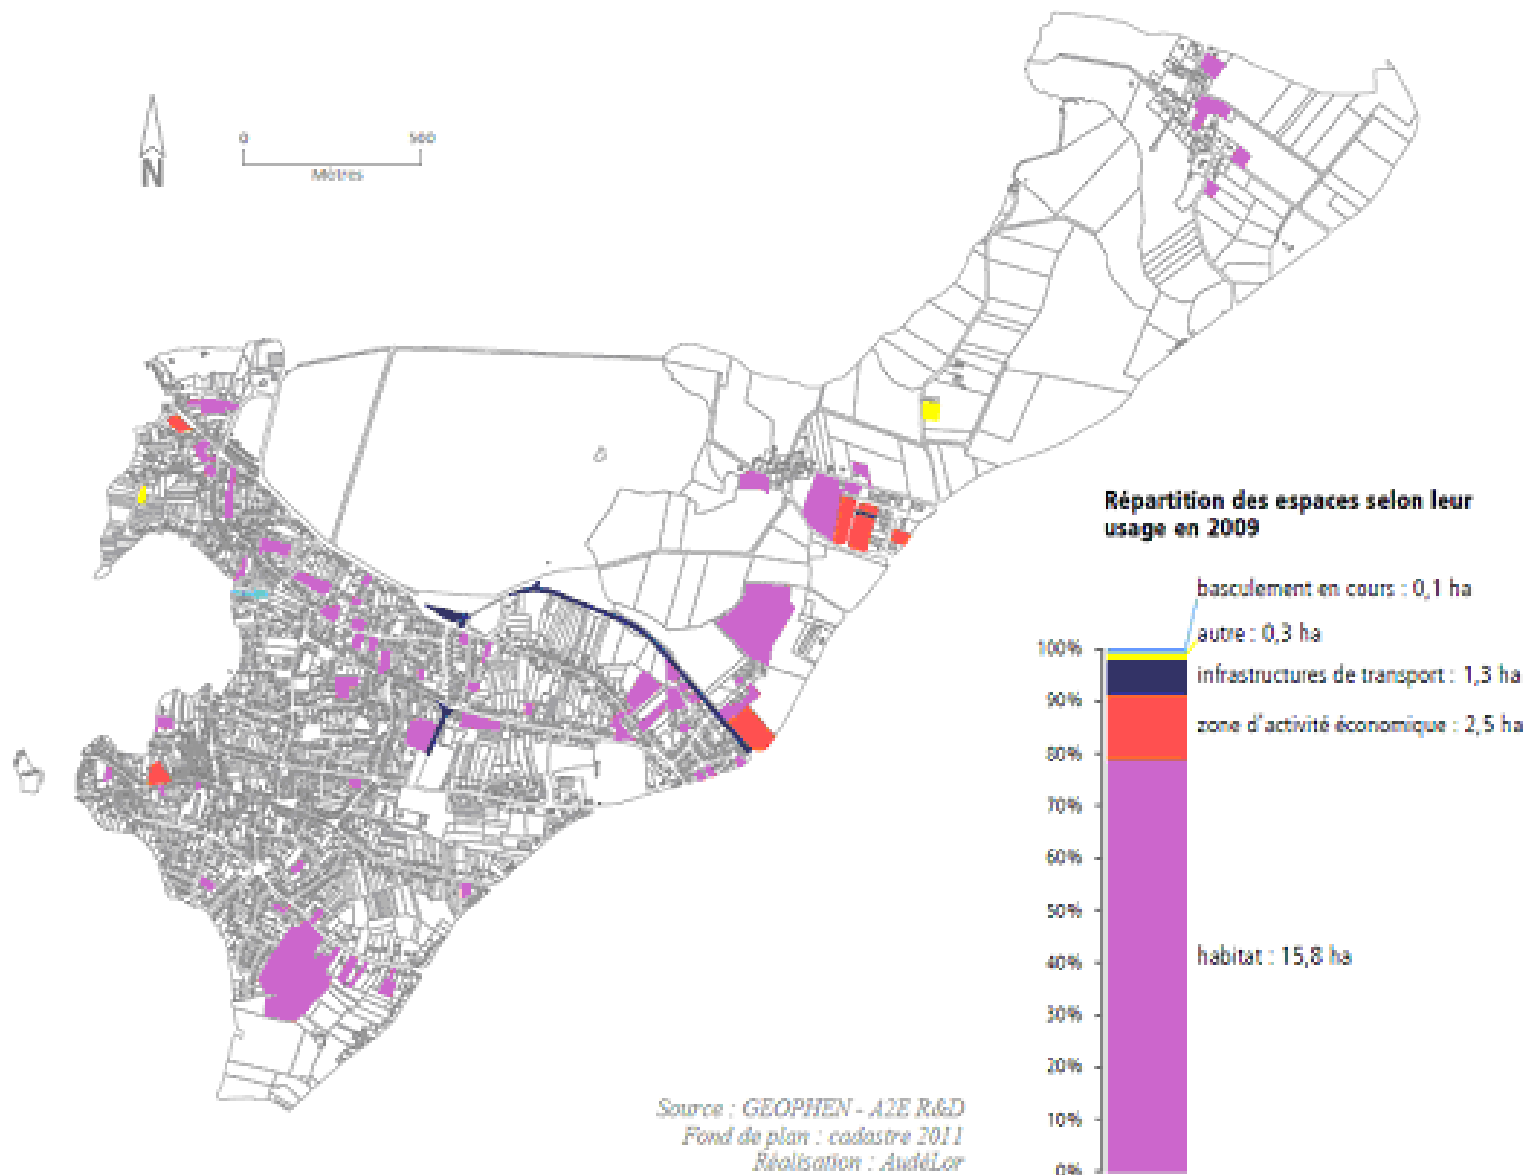 0 500
Mètres
N
Répartition des espaces selon leur
usage en 2009
basculement en cours : 0,1 ha
autre : 0,3 ha
infrastructures de transport : 1,3 ha
zone d'activité économique : 2,5 ha
habitat : 15,8 ha
100%
90%
80%
70%
60%
50%
40%
30%
20%
10%
0%
Source : GEOPHEN - A2E R&D
Fond de plan : cadastre 2011
Réalisation : AudéLor